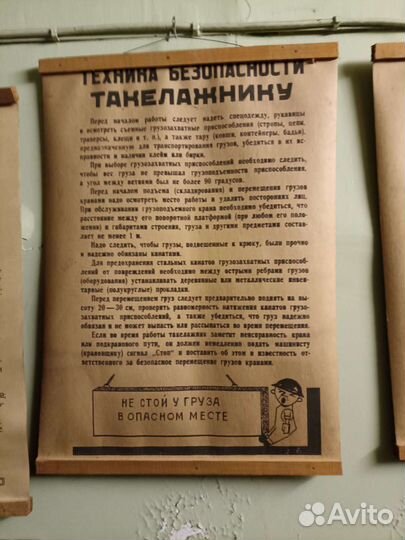 ТЕХНИКА БЕЗОПАСНОСТИ
ТАКЕЛАЖНИКУ
Перед началом работы следует надеть спецодежду, рукавицы
и осмотреть съемные грузозахватные приспособления (стропы, цепи,
траверсы, клещи и т. п.), а также тару (ковши, контейнеры, бадьи),
предназначенную для транспортирования грузов, убедиться в их ис-
правности и наличии клейм или бирки.
При выборе грузозахватных приспособлений необходимо следить,
чтобы вес груза не превышал грузоподъемности приспособления,
а угол между ветвями был не более 90 градусов.
Перед началом подъема (складирования) и перемещения грузов
кранами надо осмотреть место работы и удалить посторонних лиц.
При обслуживании грузоподъемного крана необходимо убедиться, что
расстояние между его поворотной платформой (при любом его по-
ложении) и габаритами строения, груза и другими предметами состав-
ляет не менее 1 м.
Надо следить, чтобы грузы, подвешенные к крюку, были прочно
и надежно обвязаны канатами.
Для предохранения стальных канатов грузозахватных приспособле-
ний от повреждений необходимо между острыми ребрами грузов
(оборудования) устанавливать деревянные или металлические инвен-
тарные (полукруглые) прокладки.
Перед перемещением груз следует предварительно поднять на
высоту 20—30 см, проверить равномерность натяжения канатов грузо-
захватных приспособлений, а также убедиться, что груз надежно
обвязан и не может выпасть или рассыпаться во время перемещения.
Если во время работы такелажник заметит неисправность крана
или подкранового пути, он должен немедленно подать машинисту
(крановщику) сигнал „Стоп" и поставить об этом в известность от-
ветственного за безопасное перемещение грузов кранами.
НЕ СТОЙ У ГРУЗА
В ОПАСНОМ МЕСТЕ
Avito